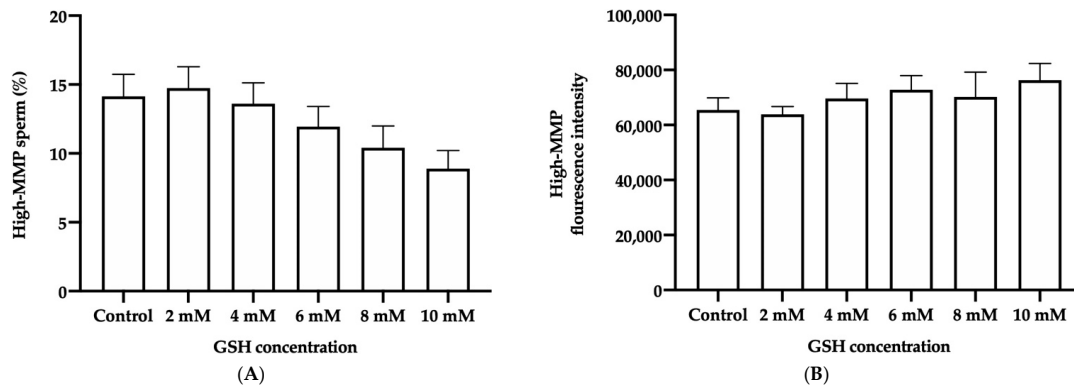 High-MMP sperm (%)
20
15
10
5
0
Control 2 mM 4 mM 6 mM 8 mM 10 mM
GSH concentration
(A)
High-MMP
flourescence intensity
100,000
80,000
60,000
40,000
20,000
0
Control 2 mM 4 mM 6 mM 8 mM 10 mM
GSH concentration
(B)